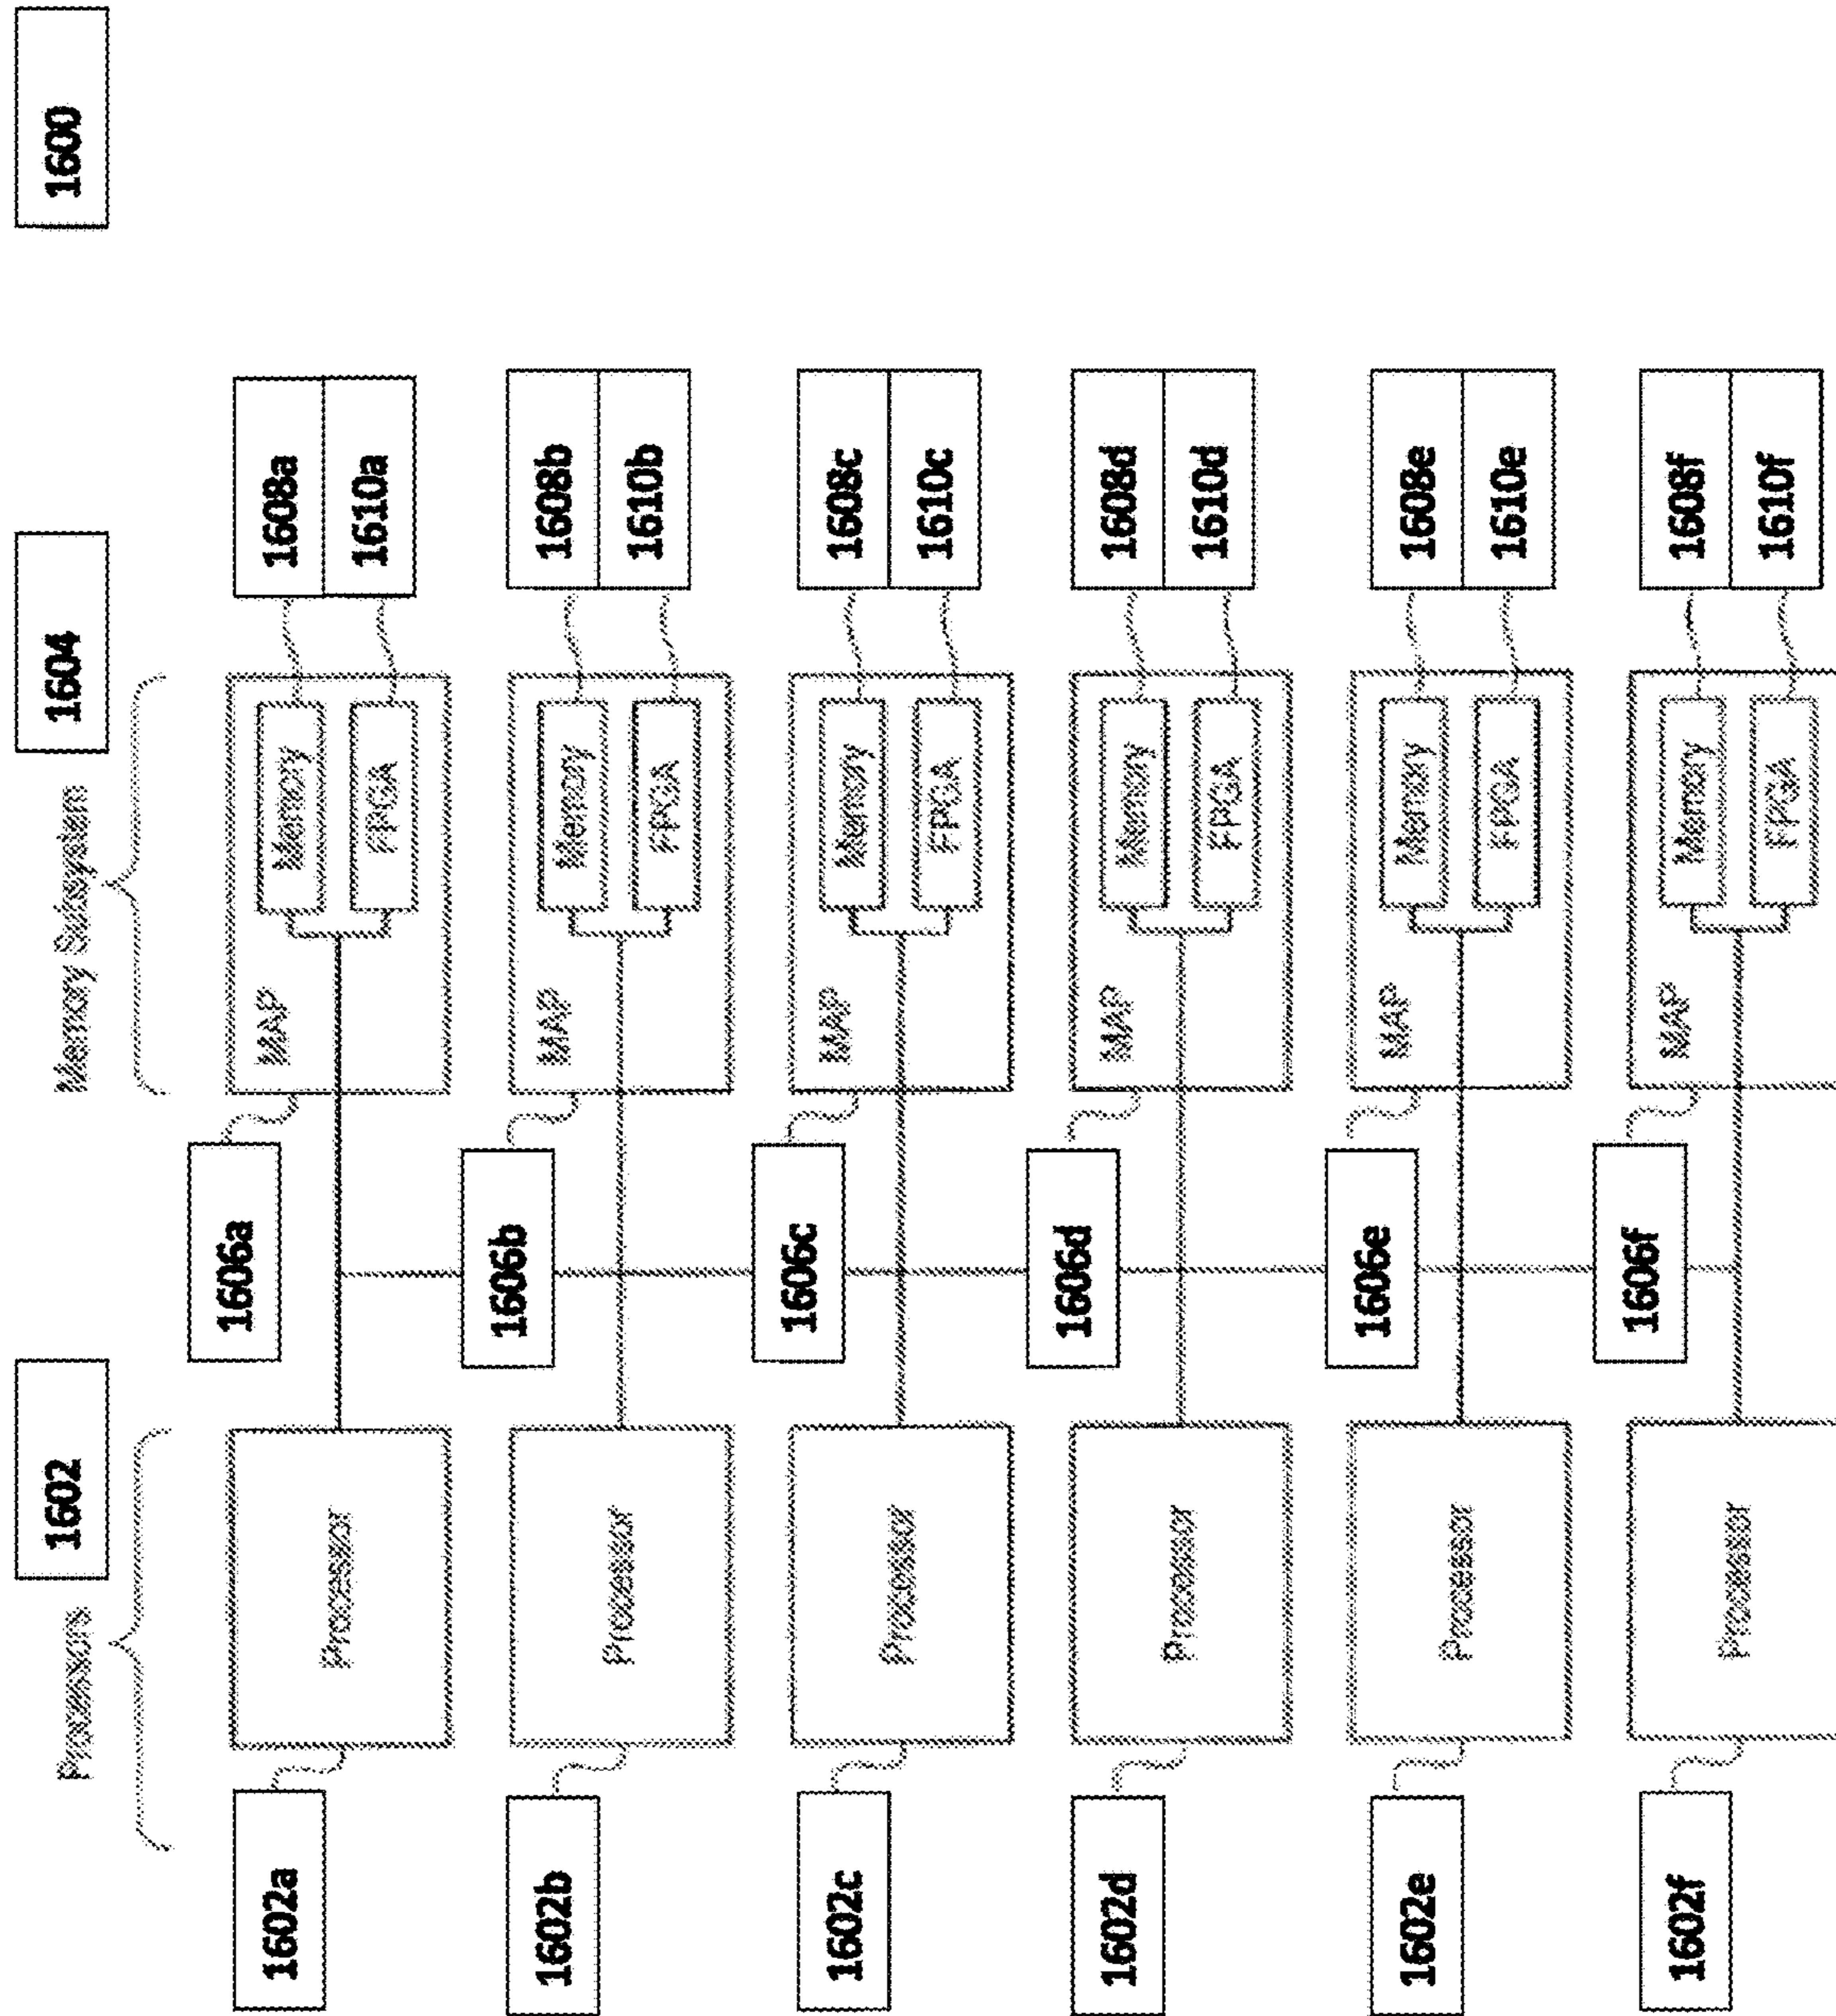 1602
1604
1600
Processors
Memory Subsystem
1602a
Processor
1606a
MAP
Memory
1608a
FPGA
1610a
1602b
Processor
1606b
MAP
Memory
1608b
FPGA
1610b
1602c
Processor
1606c
MAP
Memory
1608c
FPGA
1610c
1602d
Processor
1606d
MAP
Memory
1608d
FPGA
1610d
1602e
Processor
1606e
MAP
Memory
1608e
FPGA
1610e
1602f
Processor
1606f
MAP
Memory
1608f
FPGA
1610f